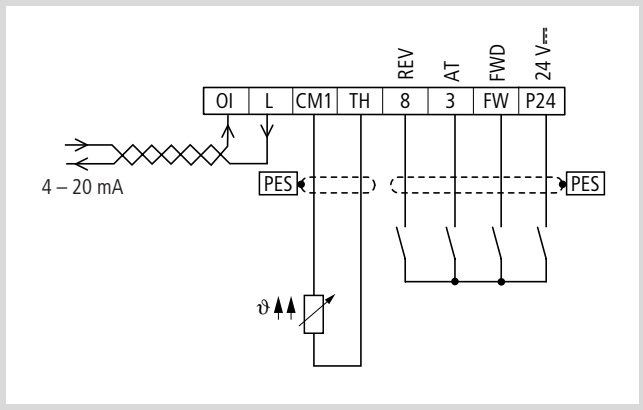 REV AT FWD 24 V⎓
OI L CM1 TH 8 3 FW P24
4 – 20 mA
PES PES
ϑ